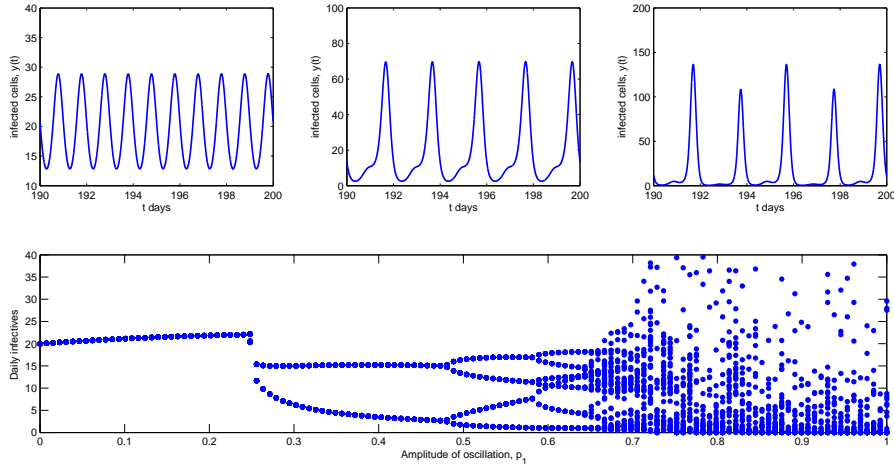 40
35
30
25
20
15
10
190 192 194 196 198 200
t days
infected cells, y(t)
100
80
60
40
20
0
190 192 194 196 198 200
t days
infected cells, y(t)
200
150
100
50
0
190 192 194 196 198 200
t days
infected cells, y(t)
40
35
30
25
20
15
10
5
0
0 0.1 0.2 0.3 0.4 0.5 0.6 0.7 0.8 0.9 1
Daily infectives
Amplitude of oscillation, p_1